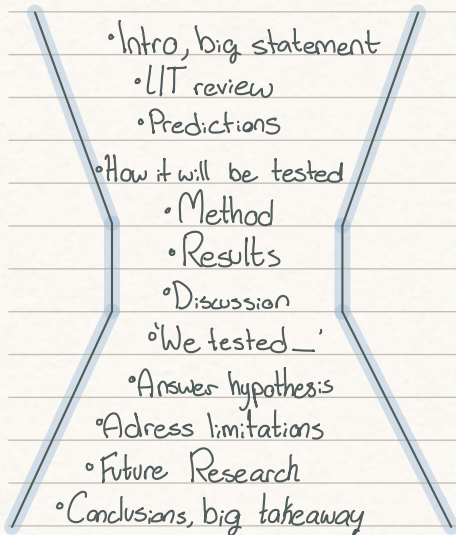 •Intro, big statement
•LIT review
•Predictions
•How it will be tested
•Method
•Results
•Discussion
•'We tested_'
•Answer hypothesis
•Adress limitations
•Future Research
•Conclusions, big takeaway